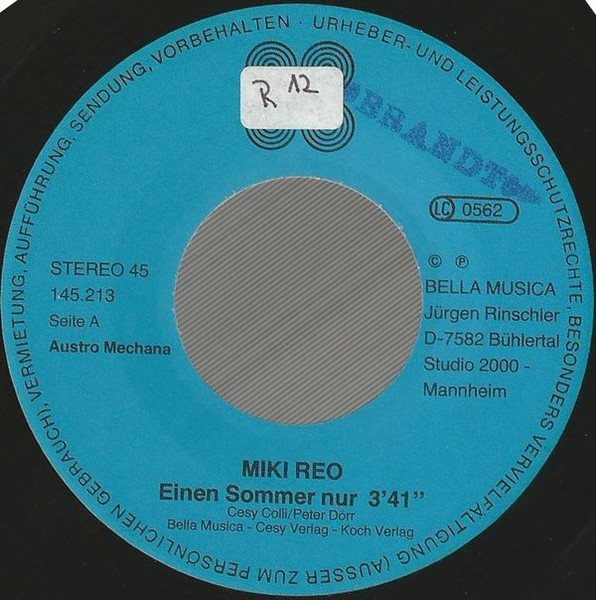 URHEBER- UND LEISTUNGSSCHUTZRECHTE, BESONDERS VERVIELFÄLTIGUNG (AUSSER ZUM PERSÖNLICHEN GEBRAUCH), VERMIETUNG, AUFFÜHRUNG, SENDUNG, VORBEHALTEN ·
R 12
LC 0562
STEREO 45
145.213
Seite A
Austro Mechana
© ℗
BELLA MUSICA
Jürgen Rinschler
D-7582 Bühlertal
Studio 2000 -
Mannheim
MIKI REO
Einen Sommer nur 3'41”
Cesy Colli/Peter Dörr
Bella Musica - Cesy Verlag - Koch Verlag